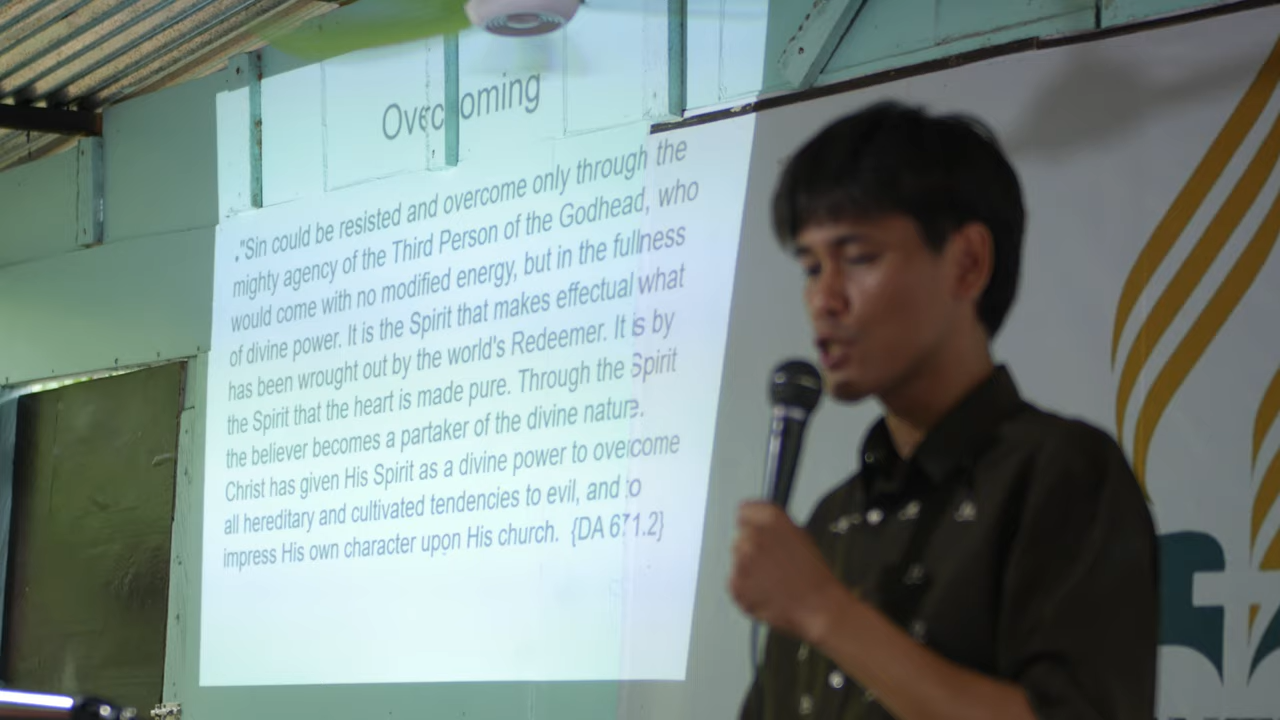 Overcoming
."Sin could be resisted and overcome only through the
mighty agency of the Third Person of the Godhead, who
would come with no modified energy, but in the fullness
of divine power. It is the Spirit that makes effectual what
has been wrought out by the world's Redeemer. It is by
the Spirit that the heart is made pure. Through the Spirit
the believer becomes a partaker of the divine nature.
Christ has given His Spirit as a divine power to overcome
all hereditary and cultivated tendencies to evil, and to
impress His own character upon His church. {DA 671.2}